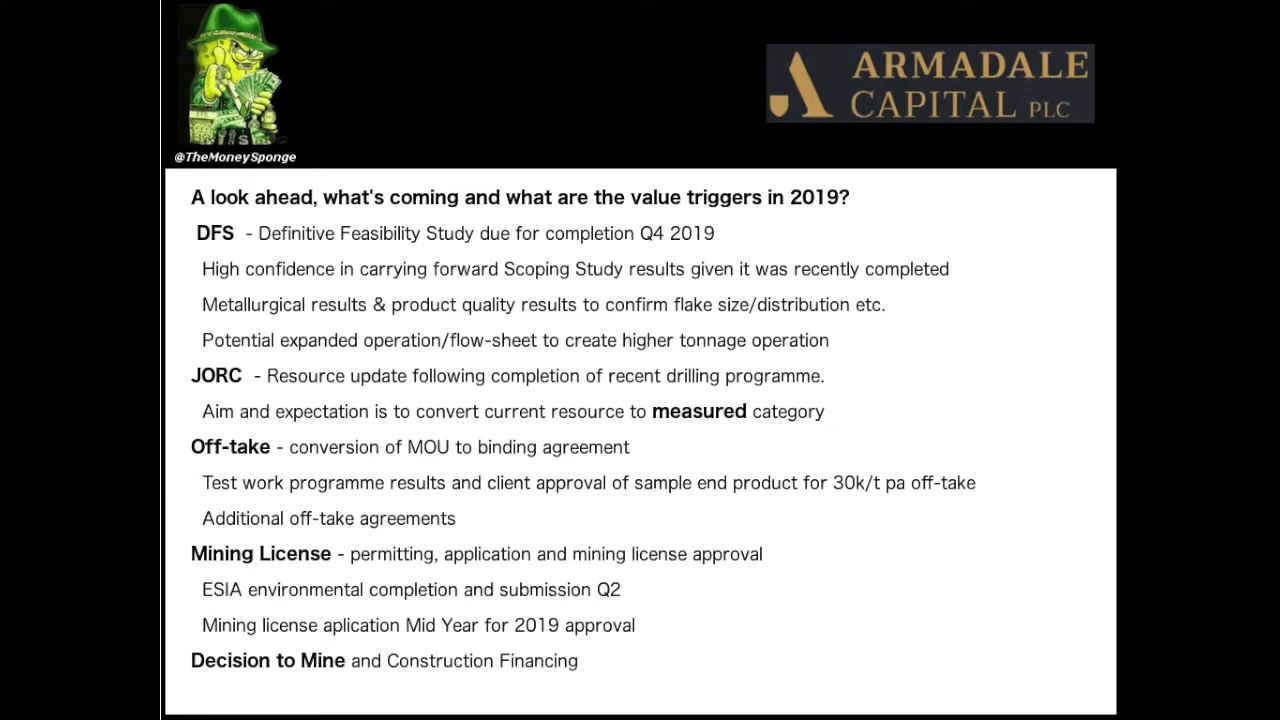 ARMADALE
CAPITAL PLC
@TheMoneySponge
A look ahead, what's coming and what are the value triggers in 2019?
DFS - Definitive Feasibility Study due for completion Q4 2019
High confidence in carrying forward Scoping Study results given it was recently completed
Metallurgical results & product quality results to confirm flake size/distribution etc.
Potential expanded operation/flow-sheet to create higher tonnage operation
JORC - Resource update following completion of recent drilling programme.
Aim and expectation is to convert current resource to measured category
Off-take - conversion of MOU to binding agreement
Test work programme results and client approval of sample end product for 30k/t pa off-take
Additional off-take agreements
Mining License - permitting, application and mining license approval
ESIA environmental completion and submission Q2
Mining license aplication Mid Year for 2019 approval
Decision to Mine and Construction Financing